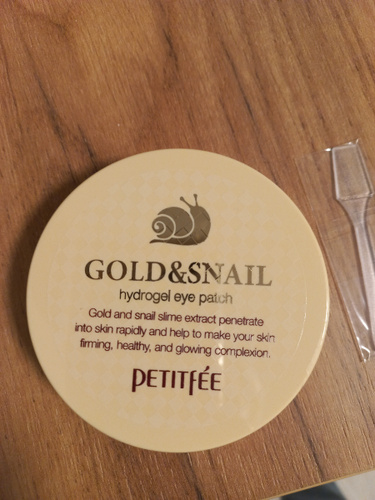 GOLD&SNAIL
hydrogel eye patch
Gold and snail slime extract penetrate
into skin rapidly and help to make your skin
firming, healthy, and glowing complexion.
PETITFÉE